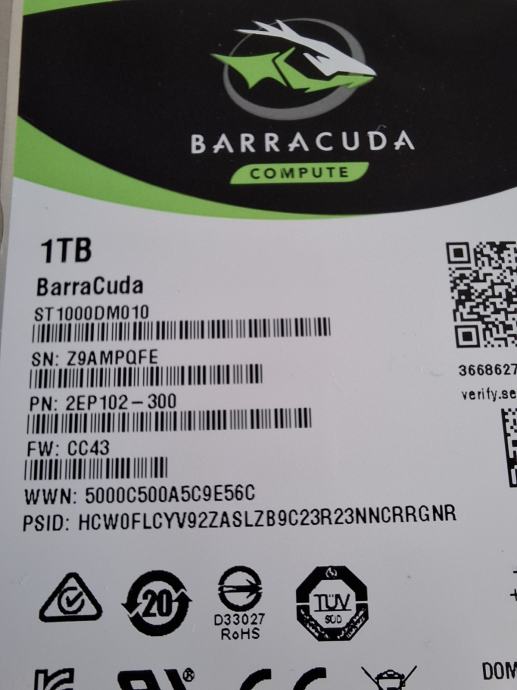 BARRACUDA
COMPUTE
1TB
BarraCuda
ST1000DM010
SN: Z9AMPQFE
PN: 2EP102-300
FW: CC43
WWN: 5000C500A5C9E56C
PSID: HCW0FLCYV92ZASLZB9C23R23NNCRRGNR
3668627
verify.se
20
D33027
RoHS
TÜV
SÜD
DOM